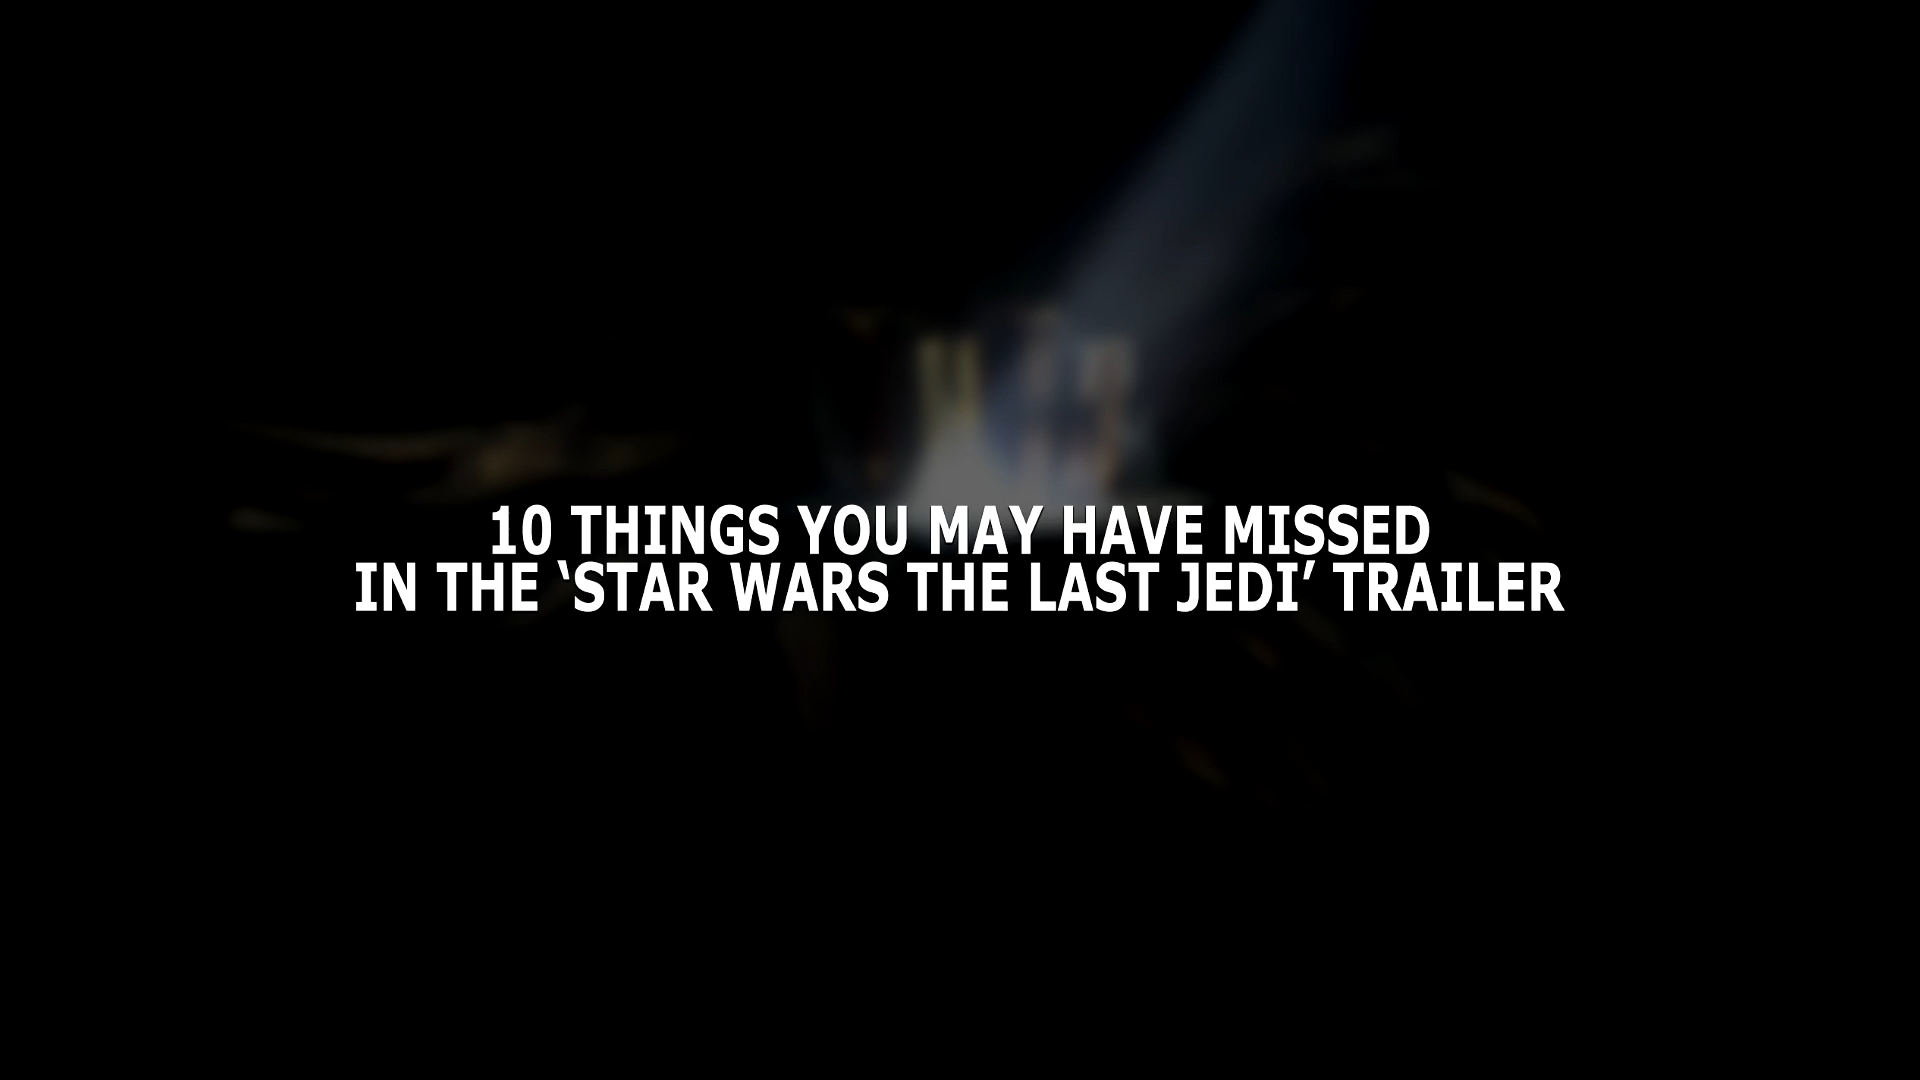 10 THINGS YOU MAY HAVE MISSED
IN THE ‘STAR WARS THE LAST JEDI’ TRAILER